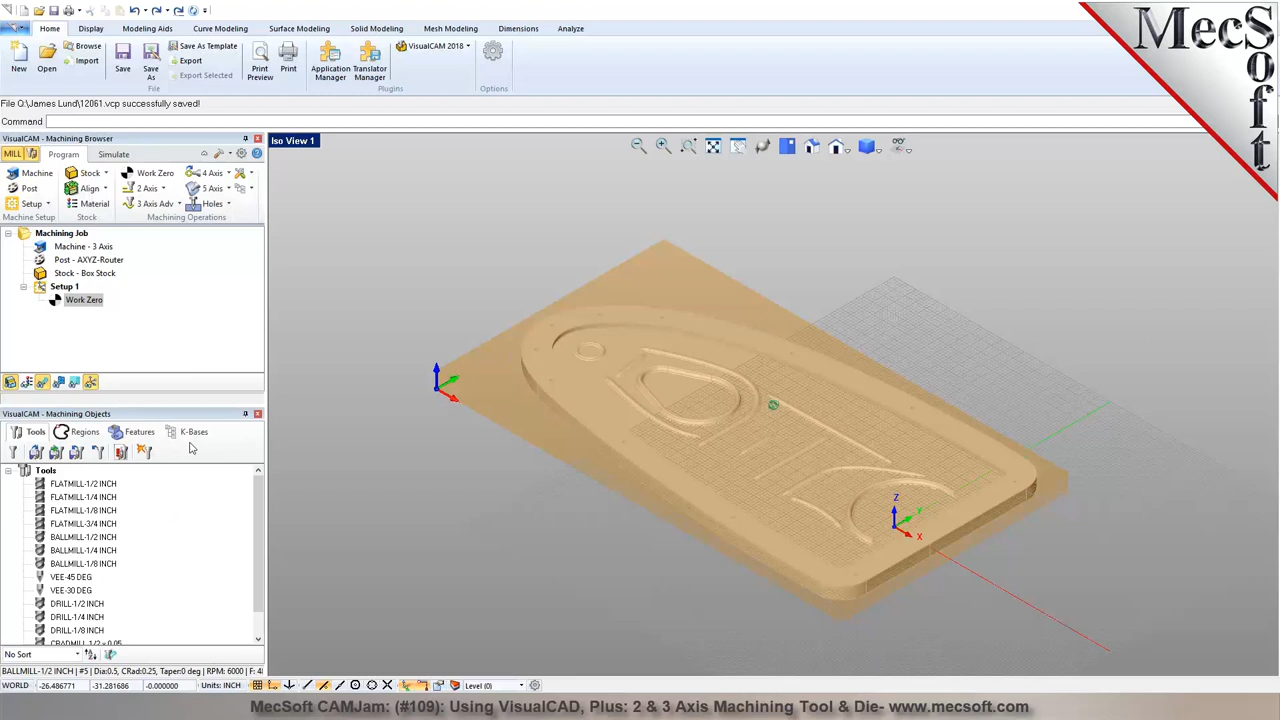 Home Display Modeling Aids Curve Modeling Surface Modeling Solid Modeling Mesh Modeling Dimensions Analyze
New Open Browse Import Save Save As Save As Template Export Export Selected Print Preview Print Application Manager Translator Manager VisualCAM 2018
File Plugins Options
File Q:\James Lund\12061.vcp successfully saved!
Command
VisualCAM - Machining Browser
MILL Program Simulate
Machine Stock Work Zero 4 Axis
Post Align 2 Axis 5 Axis
Setup Material 3 Axis Adv Holes
Machine Setup Stock Machining Operations
Machining Job
Machine - 3 Axis
Post - AXYZ-Router
Stock - Box Stock
Setup 1
Work Zero
VisualCAM - Machining Objects
Tools Regions Features K-Bases
Tools
FLATMILL-1/2 INCH
FLATMILL-1/4 INCH
FLATMILL-1/8 INCH
FLATMILL-3/4 INCH
BALLMILL-1/2 INCH
BALLMILL-1/4 INCH
BALLMILL-1/8 INCH
VEE-45 DEG
VEE-30 DEG
DRILL-1/2 INCH
DRILL-1/4 INCH
DRILL-1/8 INCH
No Sort
BALLMILL-1/2 INCH | #5 | Dia:0.5, CRad:0.25, Taper:0 deg | RPM: 6000 | F: 4
WORLD -26.486771 -31.281686 -0.000000 Units: INCH Level (0)
Iso View 1
Z
Y
X
MecSoft
MecSoft CAMJam: (#109): Using VisualCAD, Plus: 2 & 3 Axis Machining Tool & Die- www.mecsoft.com